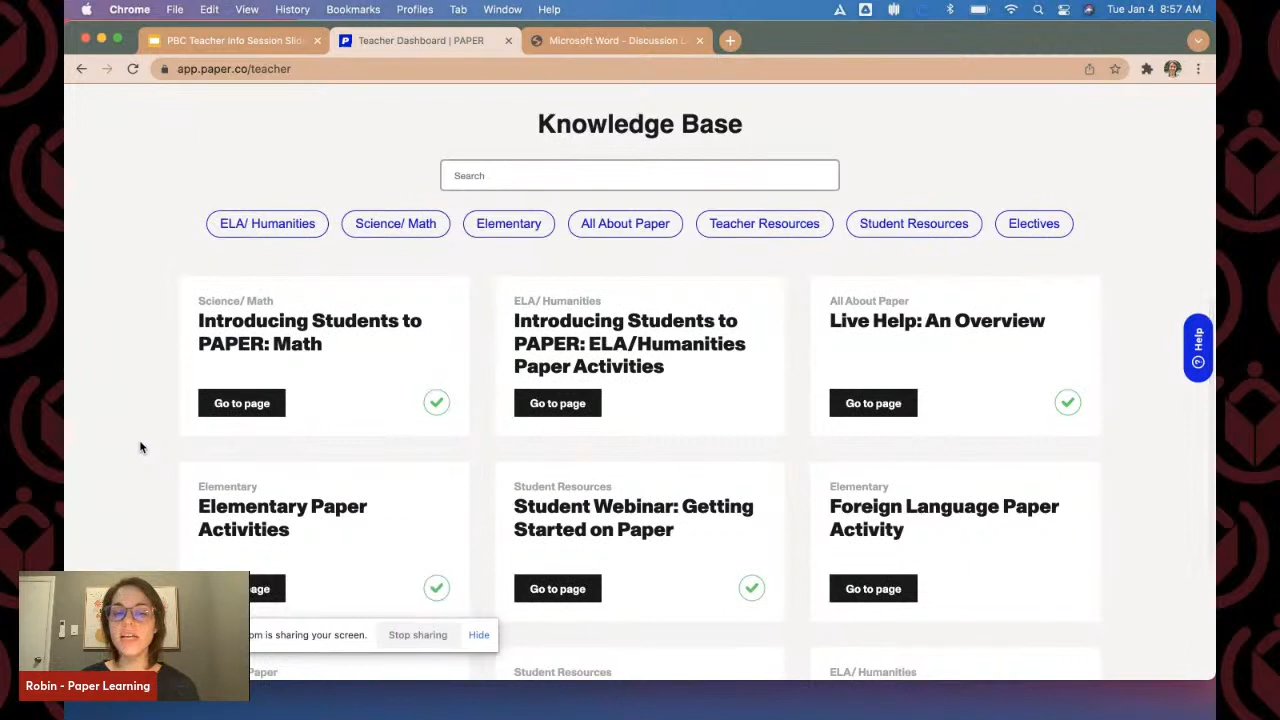 Chrome File Edit View History Bookmarks Profiles Tab Window Help Tue Jan 4 8:57 AM
PBC Teacher Info Session Slid
Teacher Dashboard | PAPER
Microsoft Word - Discussion
app.paper.co/teacher
Knowledge Base
Search
ELA/ Humanities
Science/ Math
Elementary
All About Paper
Teacher Resources
Student Resources
Electives
Help
Science/ Math
Introducing Students to
PAPER: Math
Go to page
ELA/ Humanities
Introducing Students to
PAPER: ELA/Humanities
Paper Activities
Go to page
All About Paper
Live Help: An Overview
Go to page
Elementary
Elementary Paper
Activities
age
Student Resources
Student Webinar: Getting
Started on Paper
Go to page
Elementary
Foreign Language Paper
Activity
Go to page
om is sharing your screen.
Stop sharing
Hide
Paper
Student Resources
ELA/ Humanities
Robin - Paper Learning